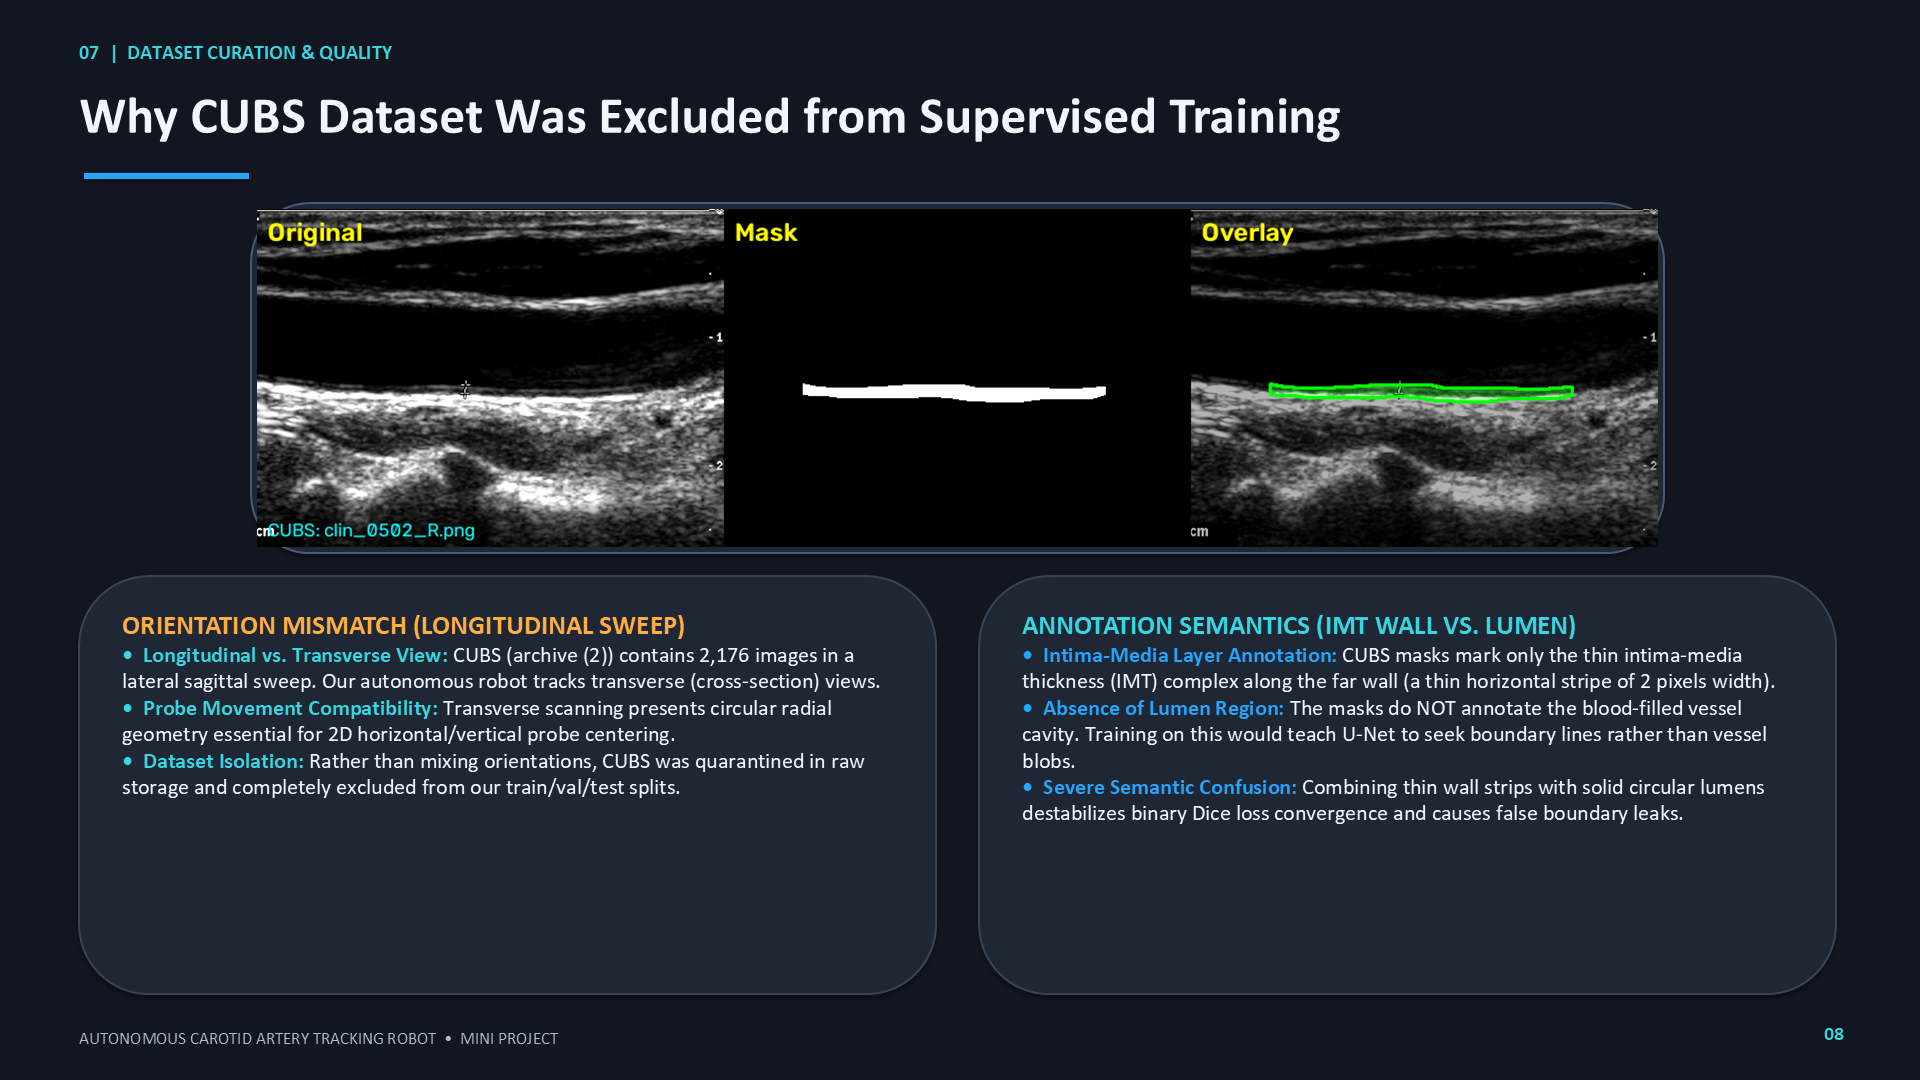 07 | DATASET CURATION & QUALITY
Why CUBS Dataset Was Excluded from Supervised Training
Original
Mask
Overlay
-1
-1
-2
-2
cm
CUBS: clin_0502_R.png
cm
ORIENTATION MISMATCH (LONGITUDINAL SWEEP)
• Longitudinal vs. Transverse View: CUBS (archive (2)) contains 2,176 images in a
lateral sagittal sweep. Our autonomous robot tracks transverse (cross-section) views.
• Probe Movement Compatibility: Transverse scanning presents circular radial
geometry essential for 2D horizontal/vertical probe centering.
• Dataset Isolation: Rather than mixing orientations, CUBS was quarantined in raw
storage and completely excluded from our train/val/test splits.
ANNOTATION SEMANTICS (IMT WALL VS. LUMEN)
• Intima-Media Layer Annotation: CUBS masks mark only the thin intima-media
thickness (IMT) complex along the far wall (a thin horizontal stripe of 2 pixels width).
• Absence of Lumen Region: The masks do NOT annotate the blood-filled vessel
cavity. Training on this would teach U-Net to seek boundary lines rather than vessel
blobs.
• Severe Semantic Confusion: Combining thin wall strips with solid circular lumens
destabilizes binary Dice loss convergence and causes false boundary leaks.
AUTONOMOUS CAROTID ARTERY TRACKING ROBOT • MINI PROJECT
08